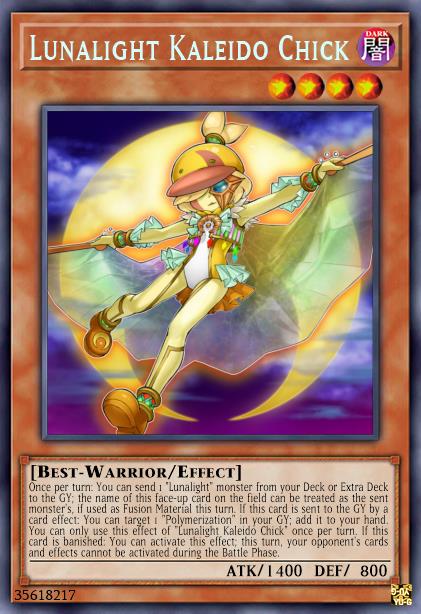 LUNALIGHT KALEIDO CHICK
DARK
闇
[BEST-WARRIOR/EFFECT]
Once per turn: You can send 1 "Lunalight" monster from your Deck or Extra Deck
to the GY; the name of this face-up card on the field can be treated as the sent
monster's, if used as Fusion Material this turn. If this card is sent to the GY by a
card effect: You can target 1 "Polymerization" in your GY; add it to your hand.
You can only use this effect of "Lunalight Kaleido Chick" once per turn. If this
card is banished: You can activate this effect; this turn, your opponent's cards
and effects cannot be activated during the Battle Phase.
ATK/1400 DEF/ 800
35618217